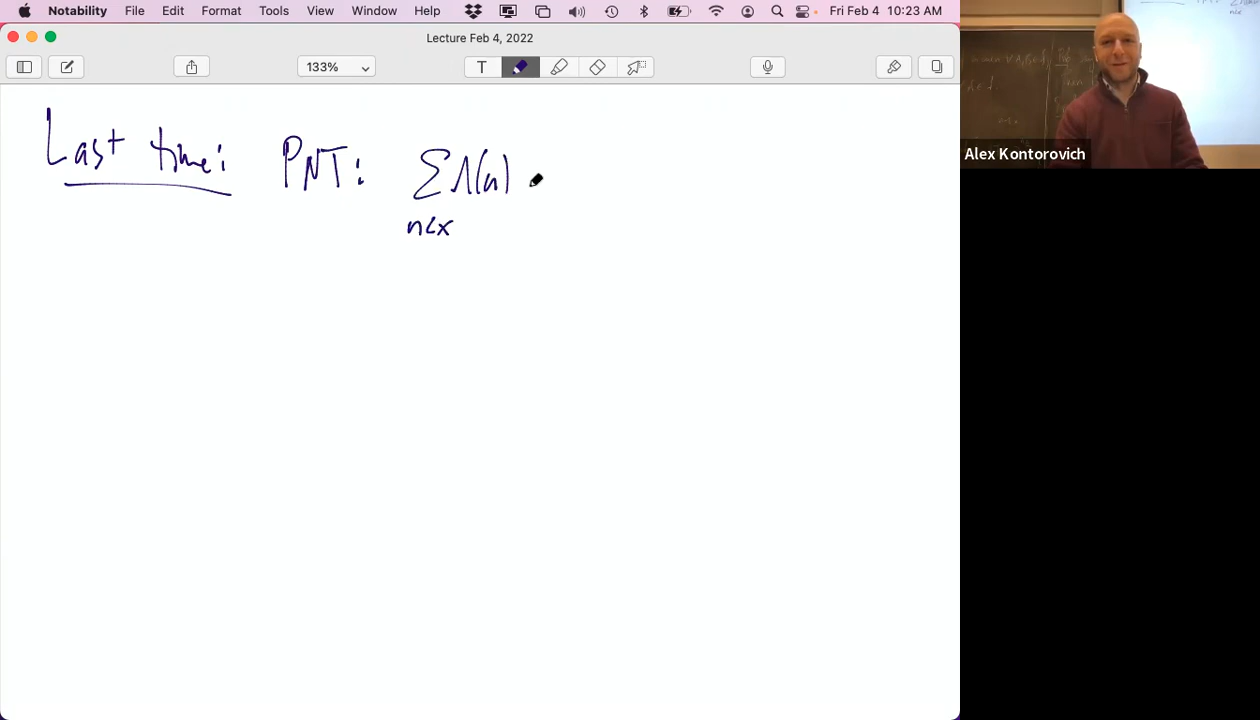 Notability File Edit Format Tools View Window Help Fri Feb 4 10:23 AM
Lecture Feb 4, 2022
133%
T
Last time: PNT: ∑ Λ(n)
n<x
Alex Kontorovich